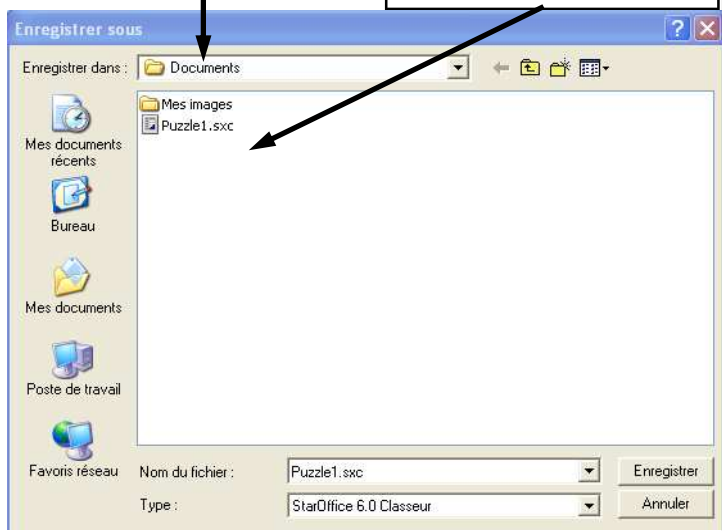 Enregistrer sous
Enregistrer dans :
Documents
Mes documents
récents
Bureau
Mes documents
Poste de travail
Favoris réseau
Mes images
Puzzle1.sxc
Nom du fichier :
Puzzle1.sxc
Enregistrer
Type :
StarOffice 6.0 Classeur
Annuler